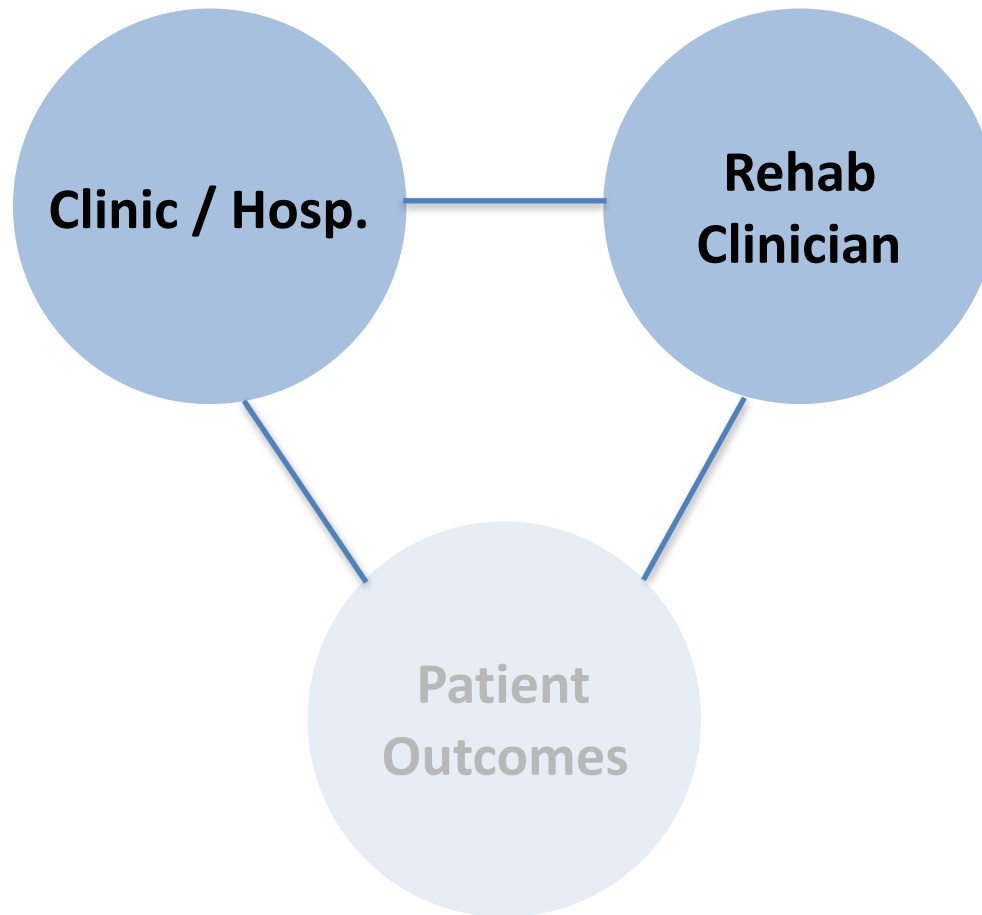 Clinic / Hosp.
Rehab
Clinician
Patient
Outcomes